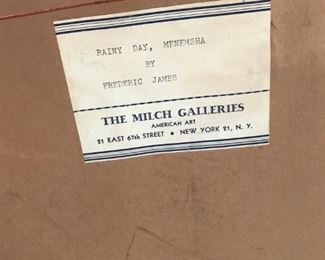 RAINY DAY, MENEMSHA
BY
FREDERIC JAMES
THE MILCH GALLERIES
AMERICAN ART
21 EAST 67th STREET • NEW YORK 21, N. Y.